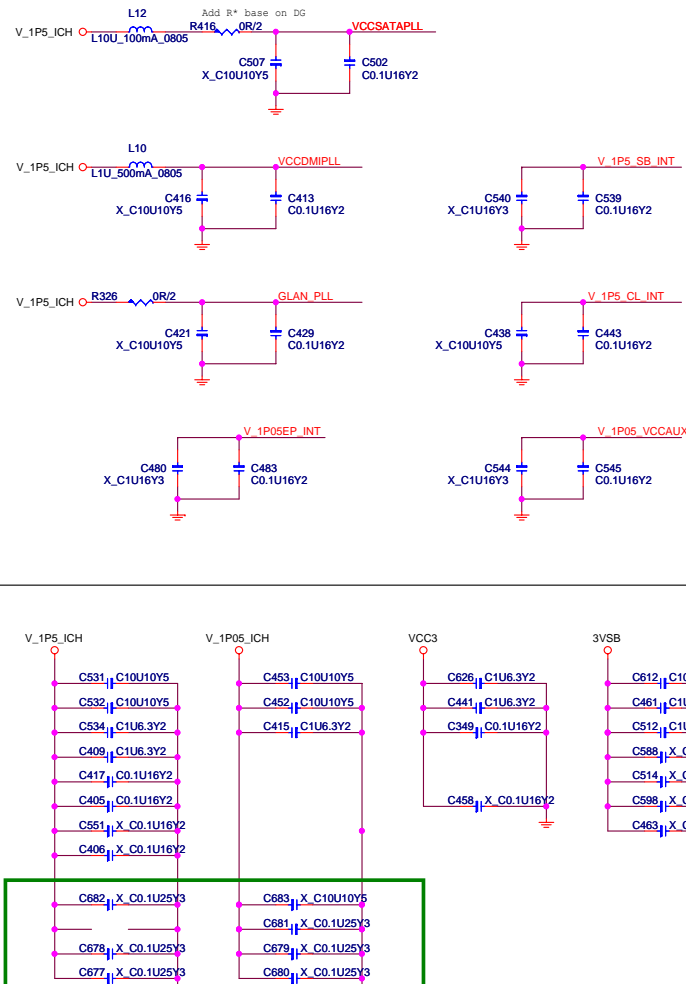 Add R* base on DG
L12
R416
0R/2
VCCSATAPLL
V_1P5_ICH
L10U_100mA_0805
C507
X_C10U10Y5
C502
C0.1U16Y2
L10
VCCDMIPLL
V_1P5_ICH
L1U_500mA_0805
C416
X_C10U10Y5
C413
C0.1U16Y2
V_1P5_SB_INT
C540
X_C1U16Y3
C539
C0.1U16Y2
V_1P5_ICH
R326
0R/2
GLAN_PLL
C421
X_C10U10Y5
C429
C0.1U16Y2
V_1P5_CL_INT
C438
X_C10U10Y5
C443
C0.1U16Y2
V_1P05EP_INT
C480
X_C1U16Y3
C483
C0.1U16Y2
V_1P05_VCCAUX
C544
X_C1U16Y3
C545
C0.1U16Y2
V_1P5_ICH
C531 C10U10Y5
C532 C10U10Y5
C534 C1U6.3Y2
C409 C1U6.3Y2
C417 C0.1U16Y2
C405 C0.1U16Y2
C551 X_C0.1U16Y2
C406 X_C0.1U16Y2
C682 X_C0.1U25Y3
C678 X_C0.1U25Y3
C677 X_C0.1U25Y3
V_1P05_ICH
C453 C10U10Y5
C452 C10U10Y5
C415 C1U6.3Y2
C683 X_C10U10Y5
C681 X_C0.1U25Y3
C679 X_C0.1U25Y3
C680 X_C0.1U25Y3
VCC3
C626 C1U6.3Y2
C441 C1U6.3Y2
C349 C0.1U16Y2
C458 X_C0.1U16Y2
3VSB
C612
C461
C512
C588
C514
C598
C463